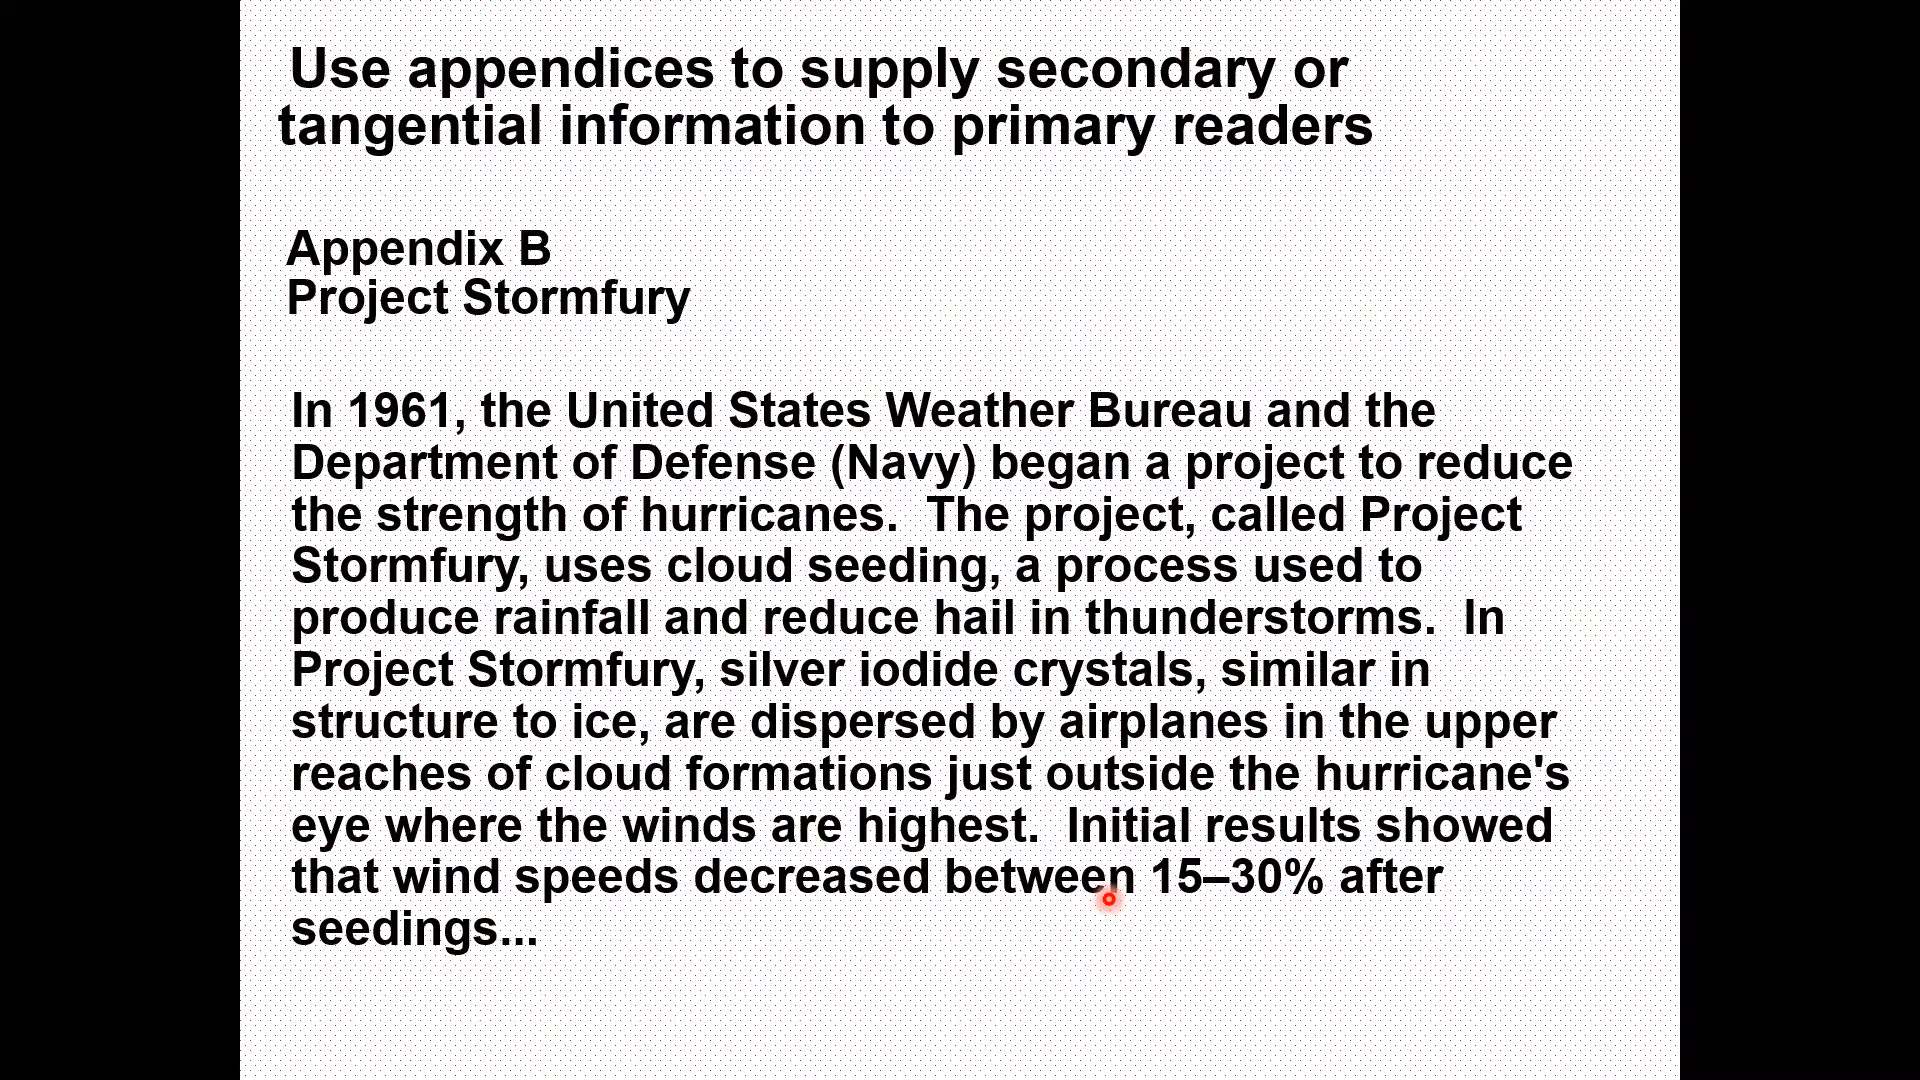 Use appendices to supply secondary or
tangential information to primary readers
Appendix B
Project Stormfury
In 1961, the United States Weather Bureau and the
Department of Defense (Navy) began a project to reduce
the strength of hurricanes.  The project, called Project
Stormfury, uses cloud seeding, a process used to
produce rainfall and reduce hail in thunderstorms.  In
Project Stormfury, silver iodide crystals, similar in
structure to ice, are dispersed by airplanes in the upper
reaches of cloud formations just outside the hurricane's
eye where the winds are highest.  Initial results showed
that wind speeds decreased between 15–30% after
seedings...